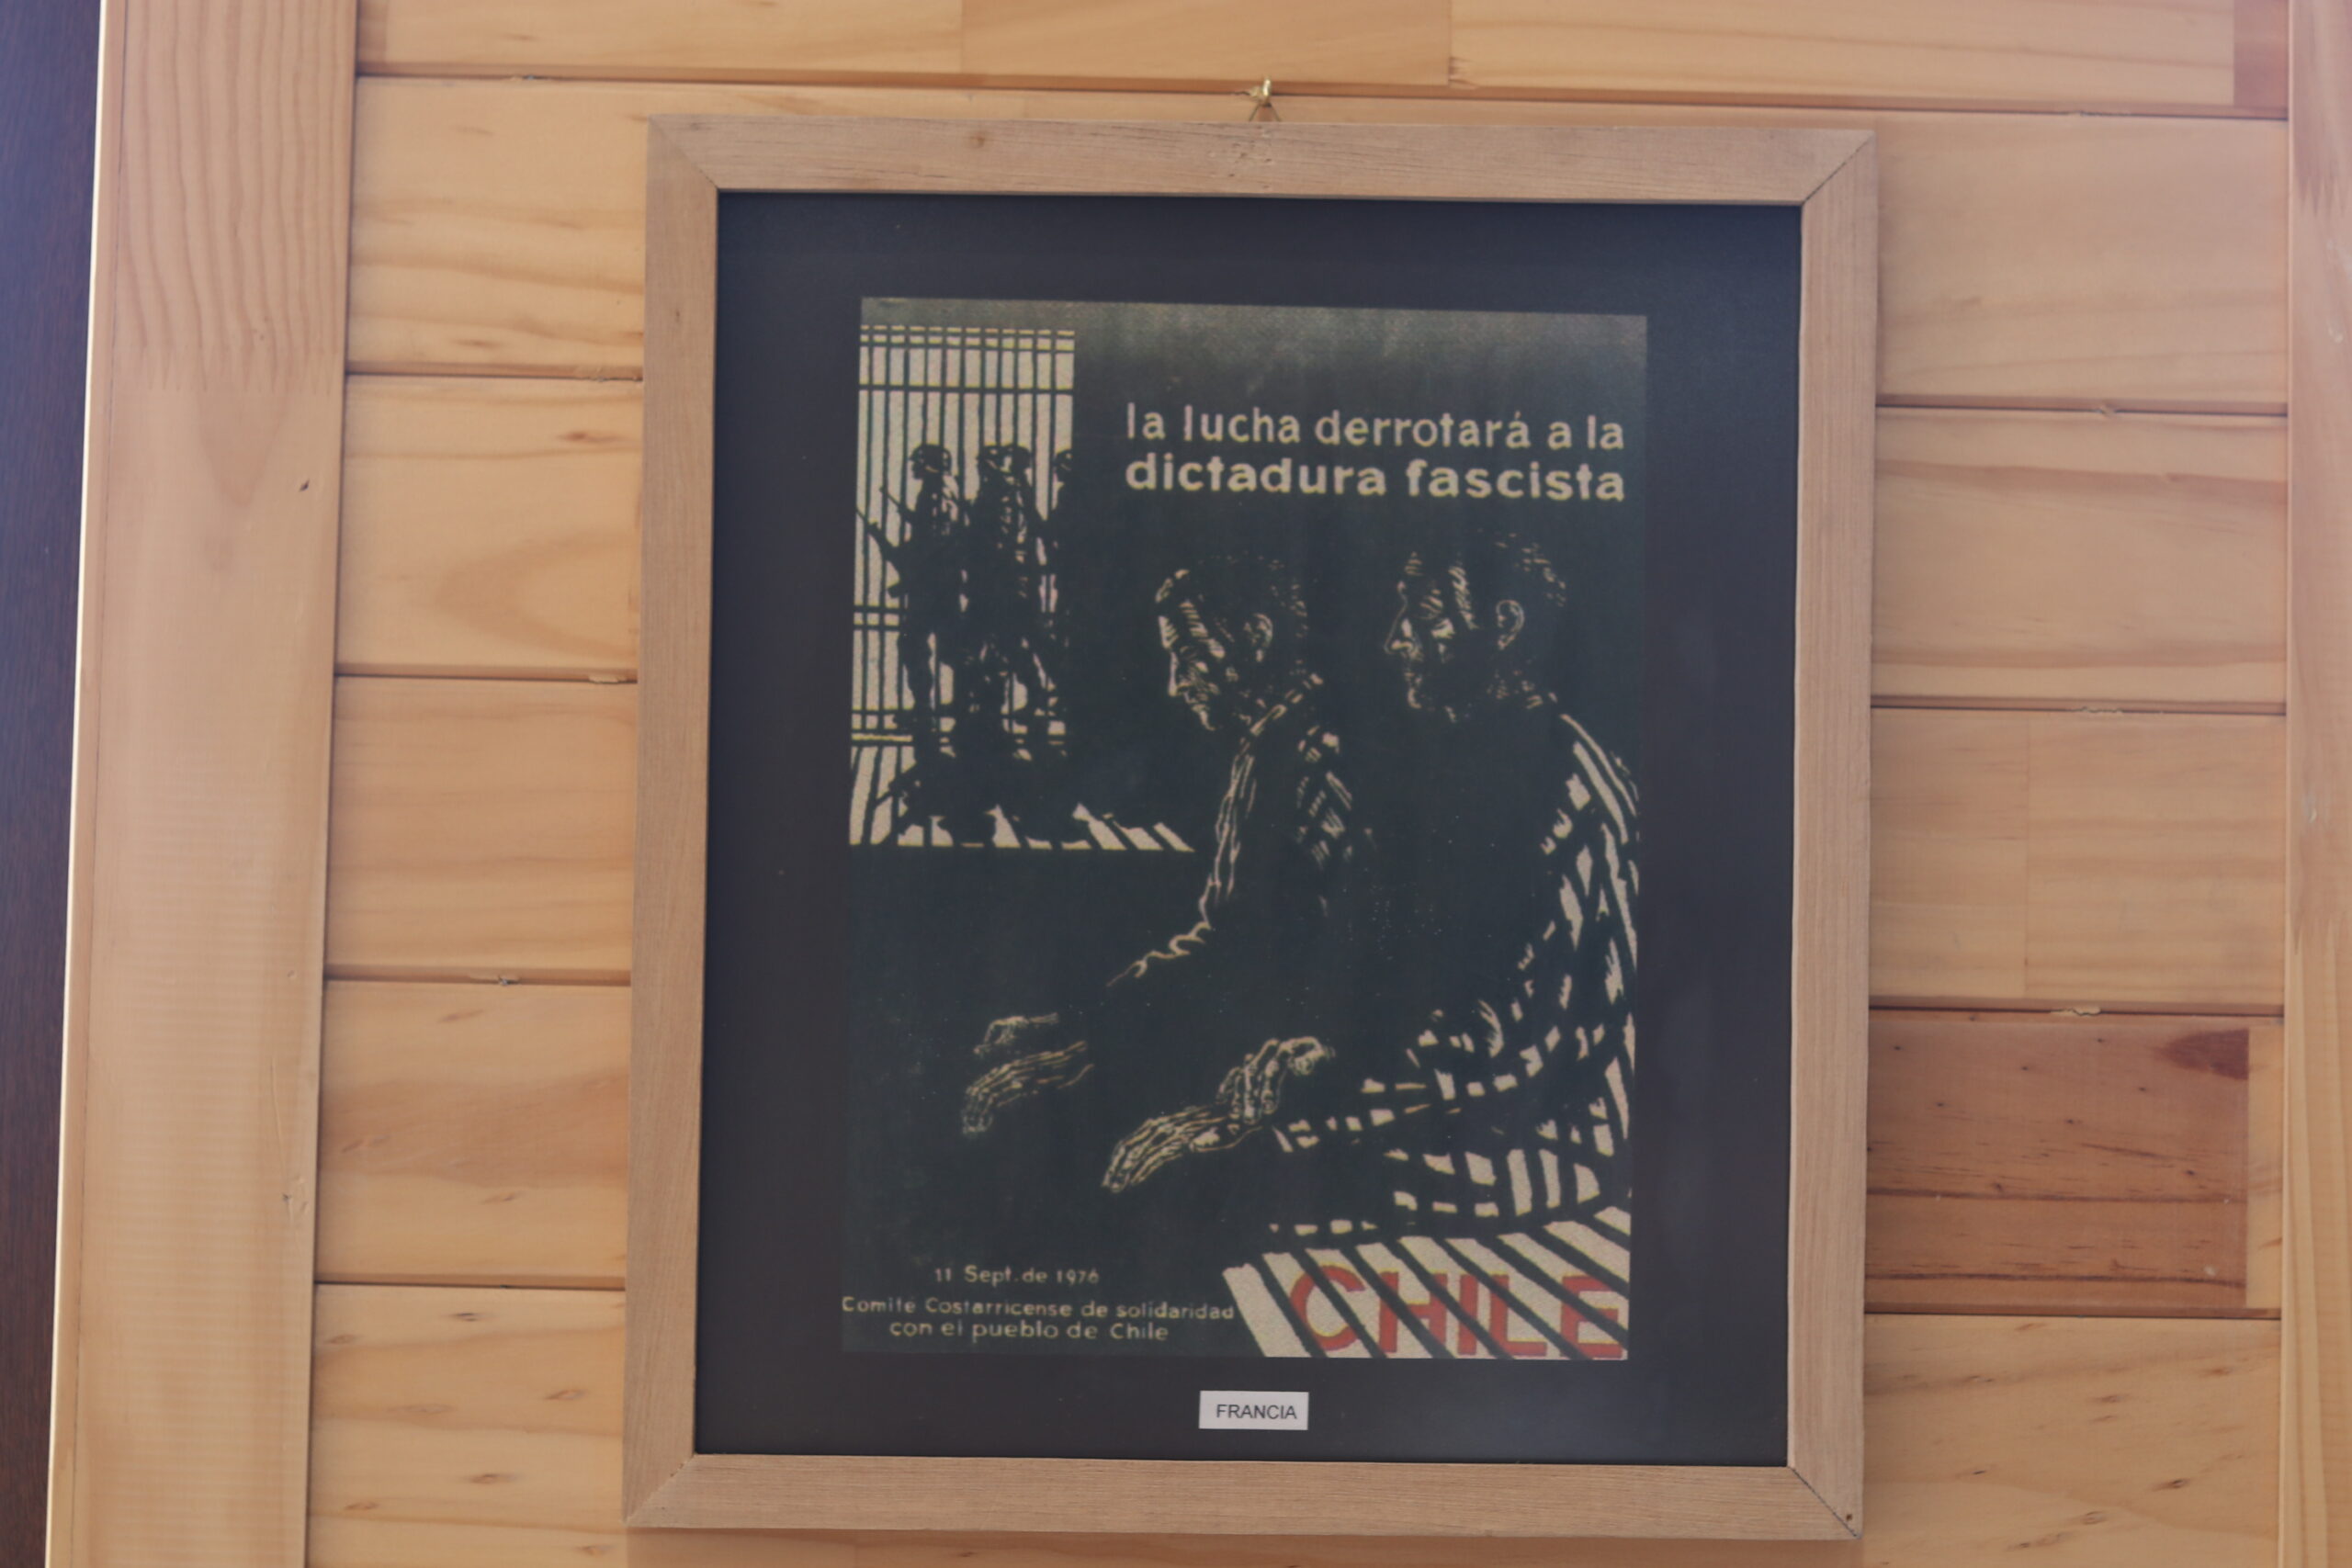 la lucha derrotará a la
dictadura fascista
11 Sept. de 1976
Comite Costarricense de solidaridad
con el pueblo de Chile
CHILE
FRANCIA